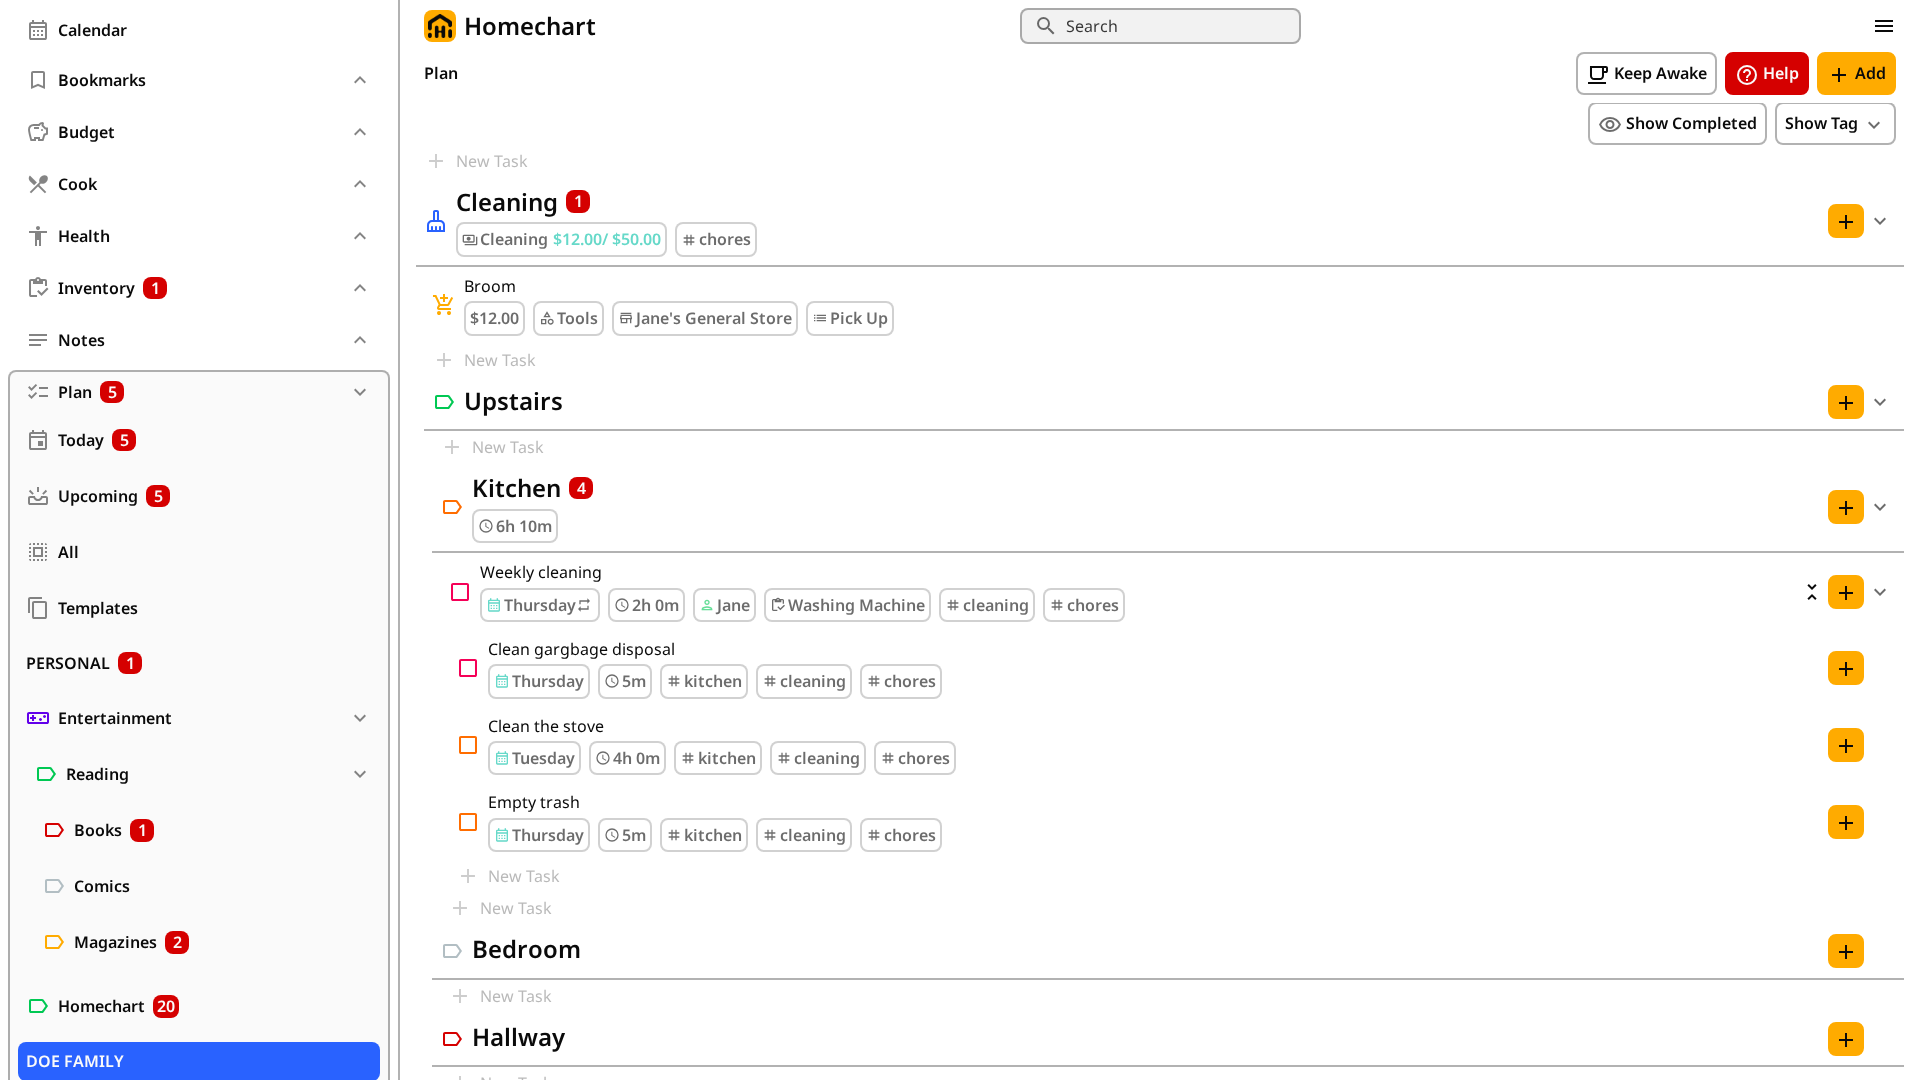 Calendar
Bookmarks
Budget
Cook
Health
Inventory 1
Notes
Plan 5
Today 5
Upcoming 5
All
Templates
PERSONAL 1
Entertainment
Reading
Books 1
Comics
Magazines 2
Homechart 20
DOE FAMILY
Homechart
Search
Plan
Keep Awake Help Add
Show Completed Show Tag
New Task
Cleaning 1
Cleaning $12.00/ $50.00 # chores
Broom
$12.00 Tools Jane's General Store Pick Up
New Task
Upstairs
New Task
Kitchen 4
6h 10m
Weekly cleaning
Thursday 2h 0m Jane Washing Machine # cleaning # chores
Clean gargbage disposal
Thursday 5m # kitchen # cleaning # chores
Clean the stove
Tuesday 4h 0m # kitchen # cleaning # chores
Empty trash
Thursday 5m # kitchen # cleaning # chores
New Task
New Task
Bedroom
New Task
Hallway
New Task